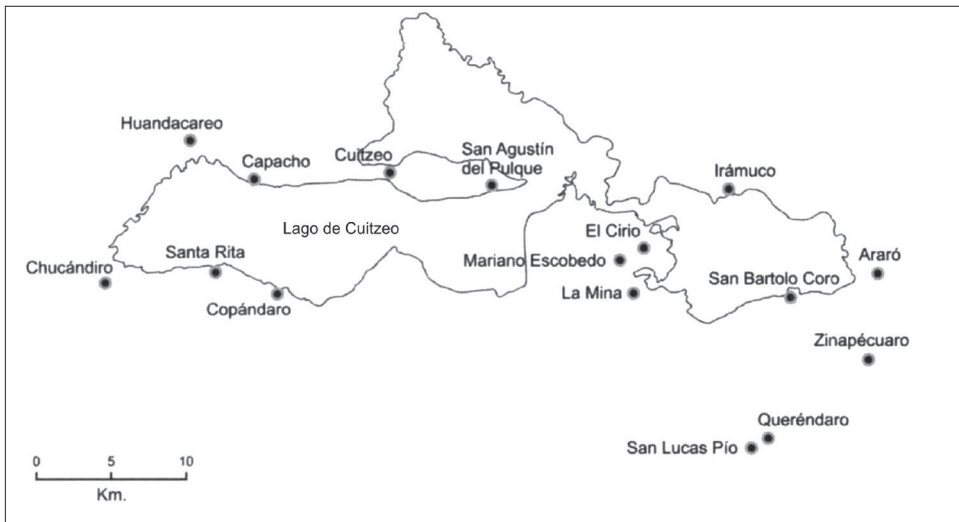 Huandacareo
Capacho
Cuitzeo
San Agustín
del Pulque
Irámuco
Lago de Cuitzeo
El Cirio
Mariano Escobedo
Santa Rita
Chucándiro
Copándaro
La Mina
San Bartolo Coro
Araró
Zinapécuaro
Queréndaro
San Lucas Pío
0 5 10
Km.